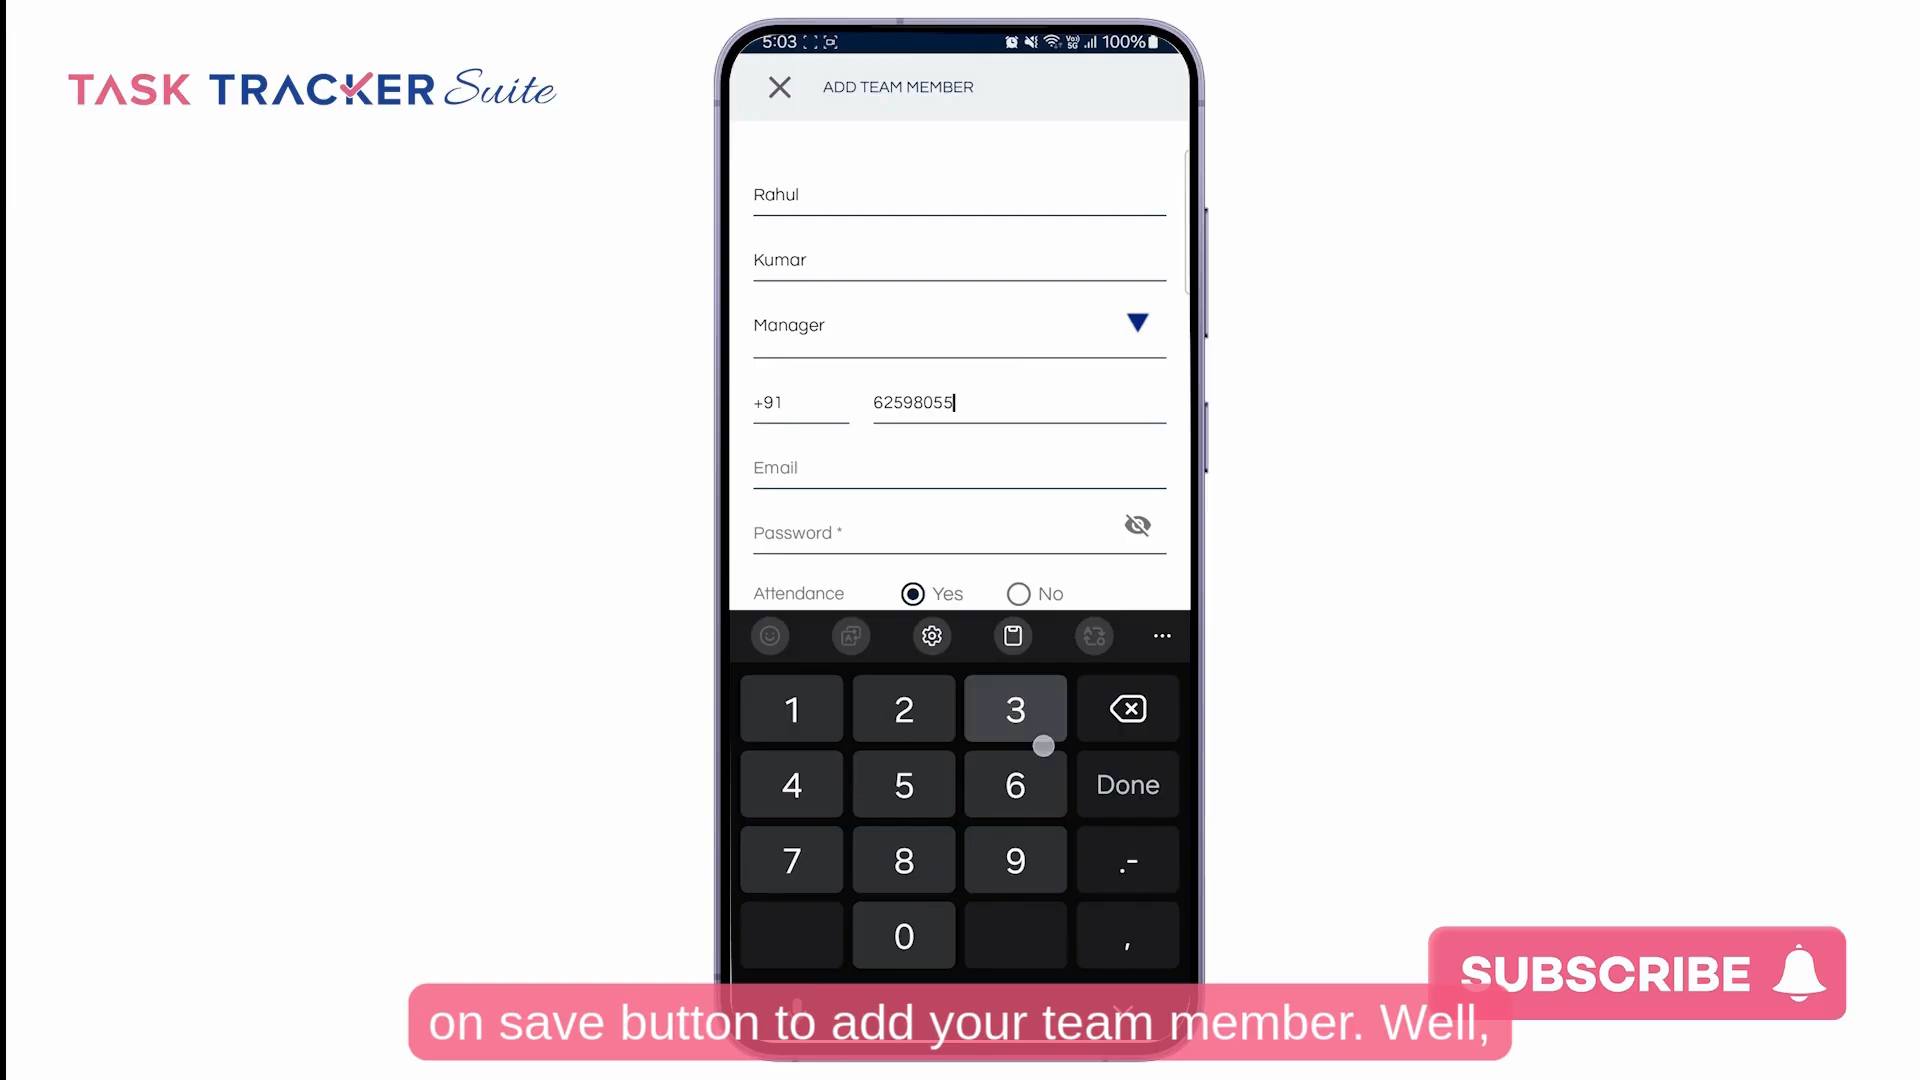 TASK TRACKER Suite
5:03
Vo)) 5G 100%
ADD TEAM MEMBER
Rahul
Kumar
Manager
+91 62598055
Email
Password *
Attendance Yes No
1 2 3
4 5 6 Done
7 8 9 .-
0 ,
SUBSCRIBE
on save button to add your team member. Well,